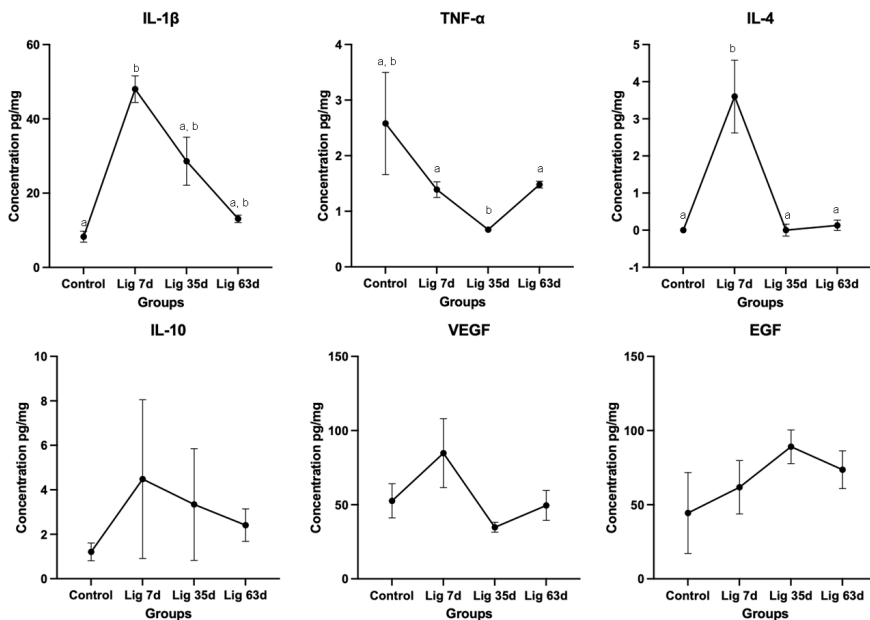 IL-1β
Concentration pg/mg
60
40
20
0
b
a, b
a, b
a
Control Lig 7d Lig 35d Lig 63d
Groups
TNF-α
Concentration pg/mg
4
3
2
1
0
a, b
a
b
a
Control Lig 7d Lig 35d Lig 63d
Groups
IL-4
Concentration pg/mg
5
4
3
2
1
0
-1
b
a
a
a
Control Lig 7d Lig 35d Lig 63d
Groups
IL-10
Concentration pg/mg
10
8
6
4
2
0
Control Lig 7d Lig 35d Lig 63d
Groups
VEGF
Concentration pg/mg
150
100
50
0
Control Lig 7d Lig 35d Lig 63d
Groups
EGF
Concentration pg/mg
150
100
50
0
Control Lig 7d Lig 35d Lig 63d
Groups